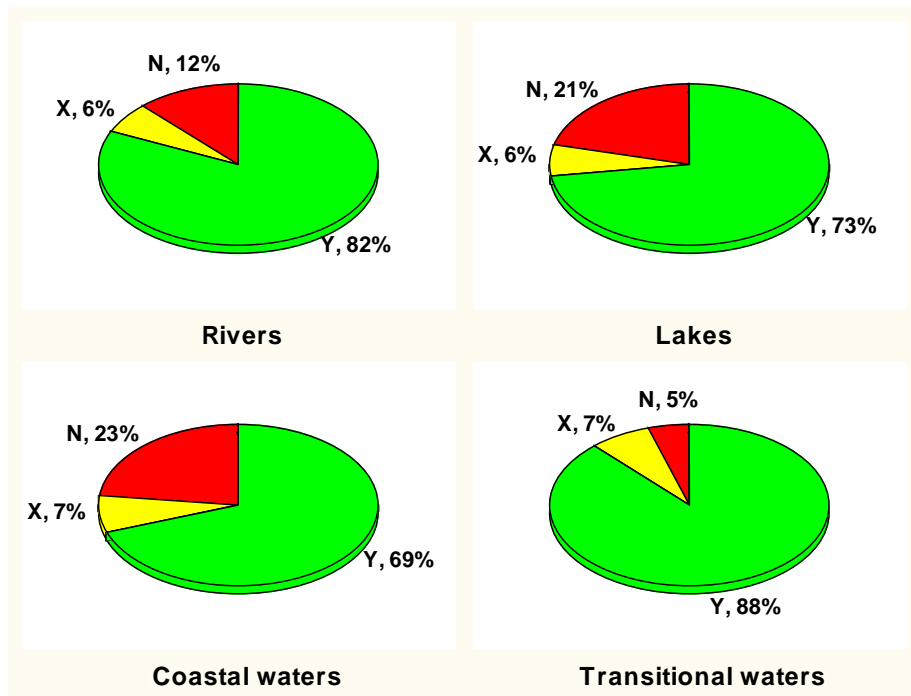 N, 12%
X, 6%
Y, 82%
Rivers
N, 21%
X, 6%
Y, 73%
Lakes
N, 23%
X, 7%
Y, 69%
Coastal waters
N, 5%
X, 7%
Y, 88%
Transitional waters